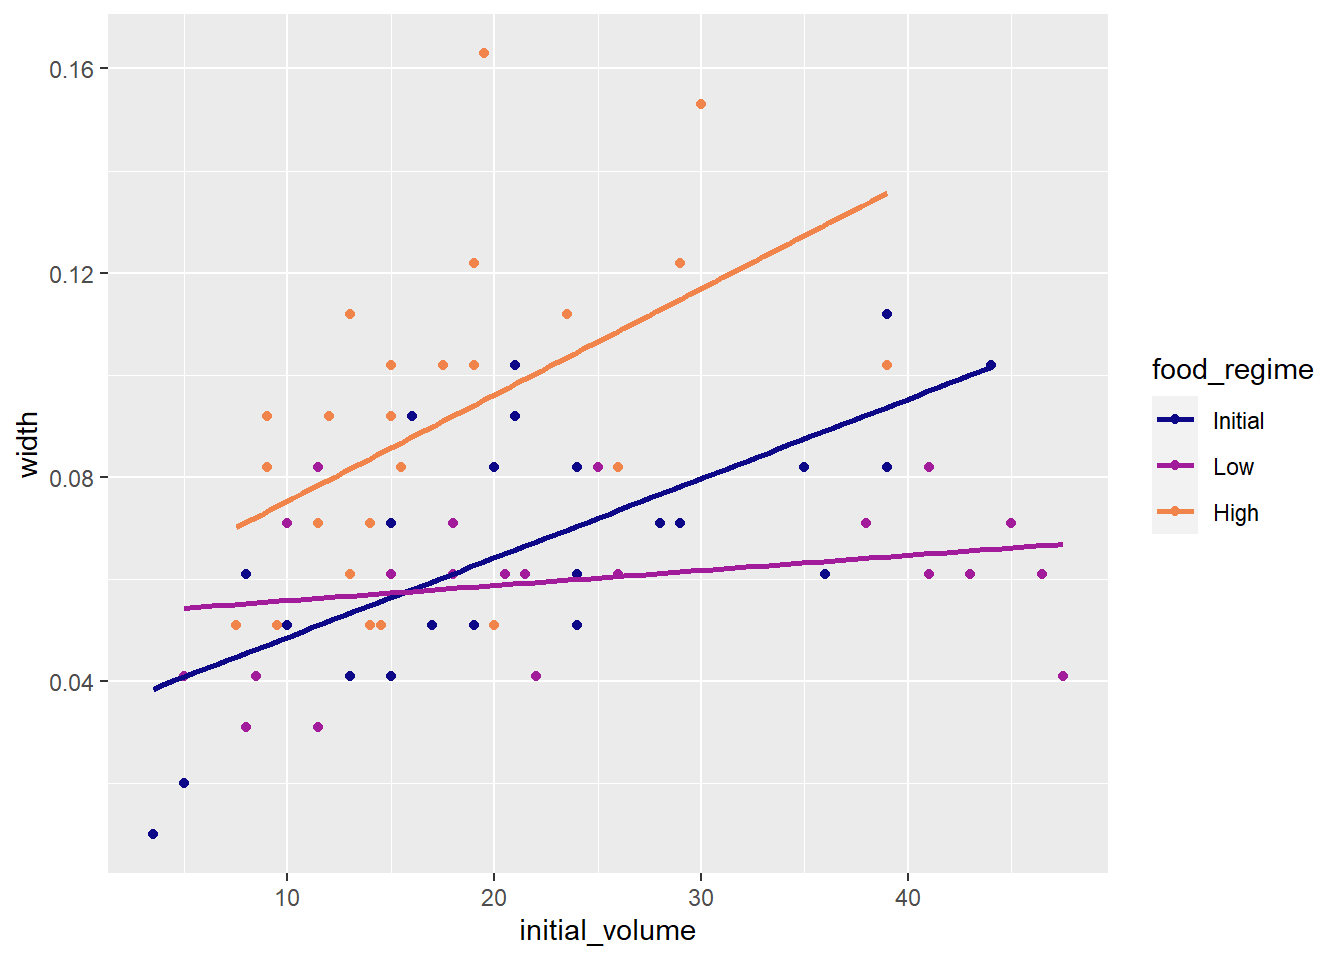 0.16
0.12
0.08
0.04
width
10 20 30 40
initial_volume
food_regime
Initial
Low
High